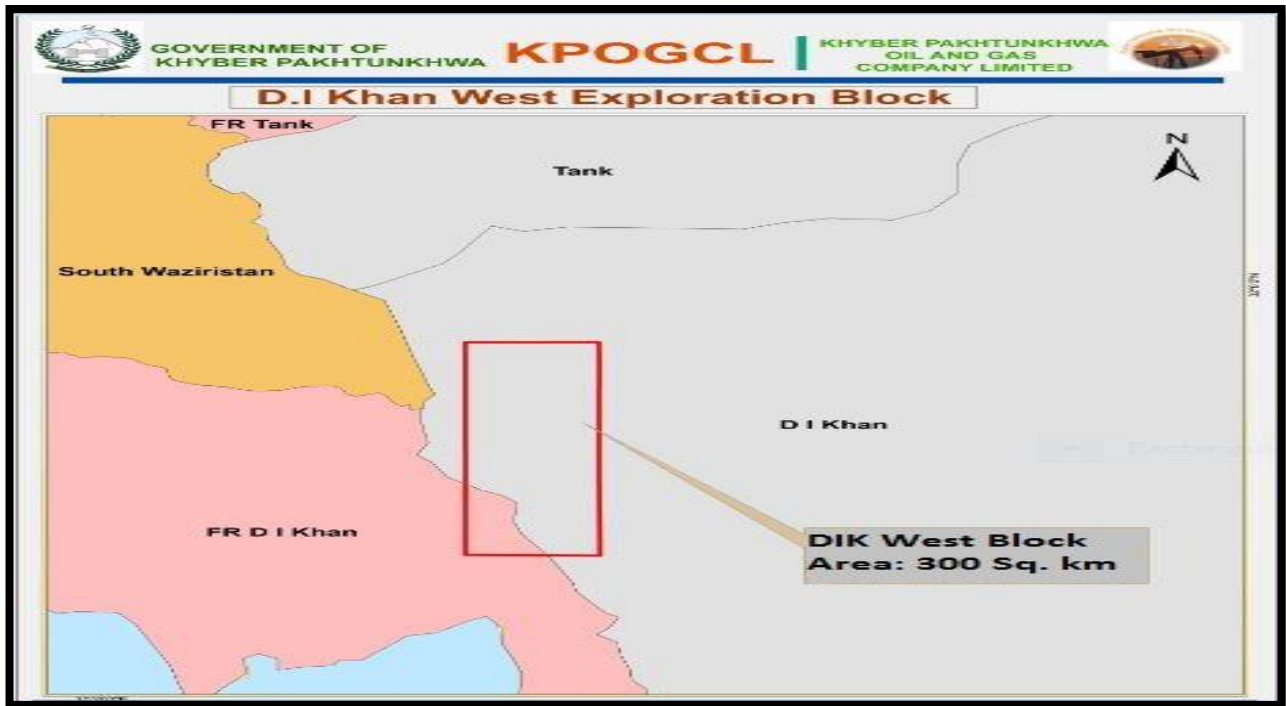 GOVERNMENT OF
KHYBER PAKHTUNKHWA
KPOGCL
KHYBER PAKHTUNKHWA
OIL AND GAS
COMPANY LIMITED
D.I Khan West Exploration Block
FR Tank
N
Tank
South Waziristan
D I Khan
FR D I Khan
DIK West Block
Area: 300 Sq. km